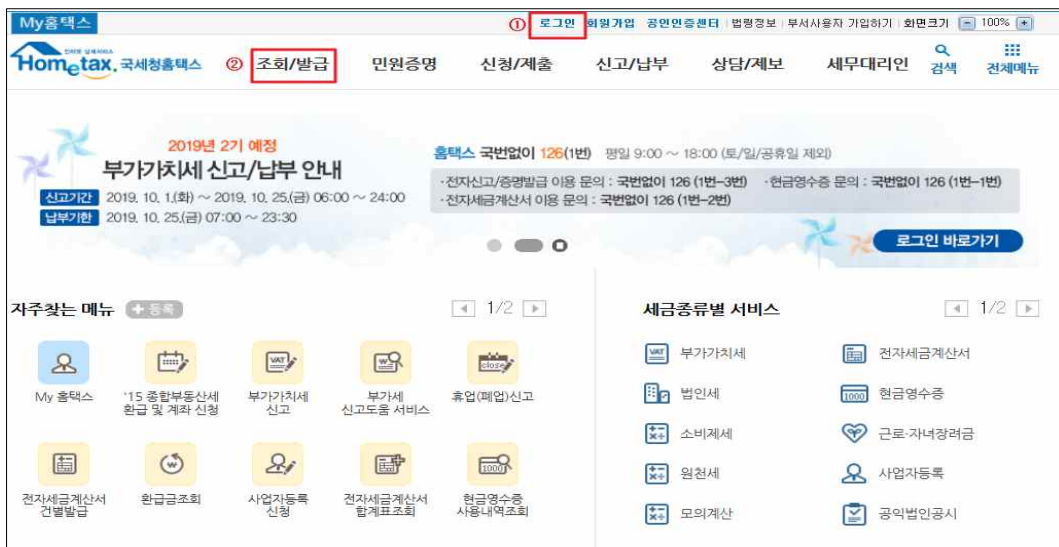 My홈택스
① 로그인 회원가입 공인인증센터 법령정보 부서사용자 가입하기 화면크기 - 100% +
인터넷 납세서비스
Hometax. 국세청홈택스 ② 조회/발급 민원증명 신청/제출 신고/납부 상담/제보 세무대리인 검색 전체메뉴
2019년 2기 예정
부가가치세 신고/납부 안내
신고기간 2019. 10. 1.(화) ~ 2019. 10. 25.(금) 06:00 ~ 24:00
납부기한 2019. 10. 25.(금) 07:00 ~ 23:30
홈택스 국번없이 126(1번) 평일 9:00 ~ 18:00 (토/일/공휴일 제외)
·전자신고/증명발급 이용 문의 : 국번없이 126 (1번-3번) ·현금영수증 문의 : 국번없이 126 (1번-1번)
·전자세금계산서 이용 문의 : 국번없이 126 (1번-2번)
로그인 바로가기
자주찾는 메뉴 + 등록 1/2
My 홈택스
'15 종합부동산세
환급 및 계좌 신청
VAT
부가가치세
신고
부가세
신고도움 서비스
close
휴업(폐업)신고
전자세금계산서
건별발급
환급금조회
사업자등록
신청
전자세금계산서
합계표조회
1000
현금영수증
사용내역조회
세금종류별 서비스 1/2
VAT 부가가치세 전자세금계산서
법인세 1000 현금영수증
소비제세 근로·자녀장려금
원천세 사업자등록
모의계산 공익법인공시